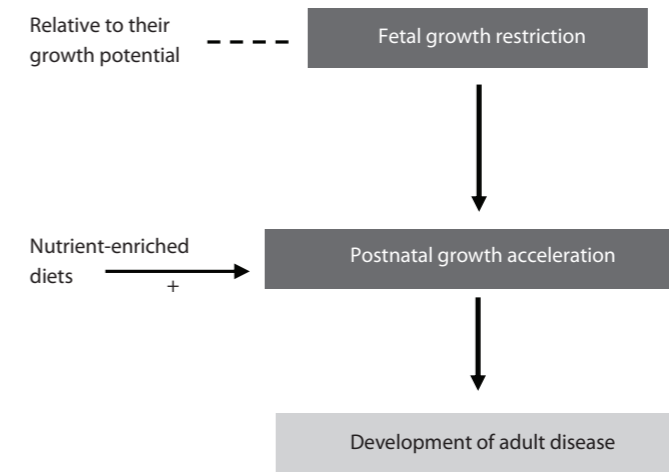 Relative to their
growth potential
Fetal growth restriction
Nutrient-enriched
diets
+
Postnatal growth acceleration
Development of adult disease